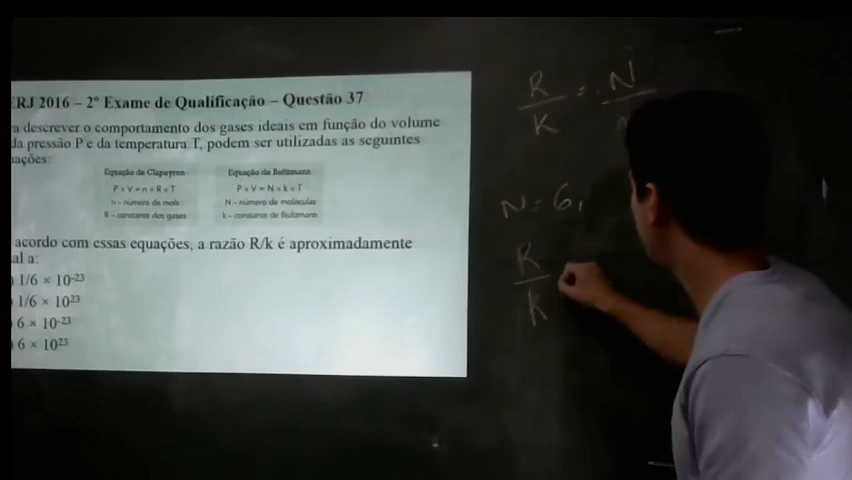 ERJ 2016 – 2º Exame de Qualificação – Questão 37
a descrever o comportamento dos gases ideais em função do volume
da pressão P e da temperatura T, podem ser utilizadas as seguintes
ações:
Equação de Clapeyron
P × V = n × R × T
n – número de mols
R – constante dos gases
Equação de Boltzmann
P × V = N × k × T
N – número de moléculas
k – constante de Boltzmann
acordo com essas equações, a razão R/k é aproximadamente
al a:
) 1/6 × 10-23
) 1/6 × 1023
) 6 × 10-23
) 6 × 1023
R/K = N
N = 6,
R/k